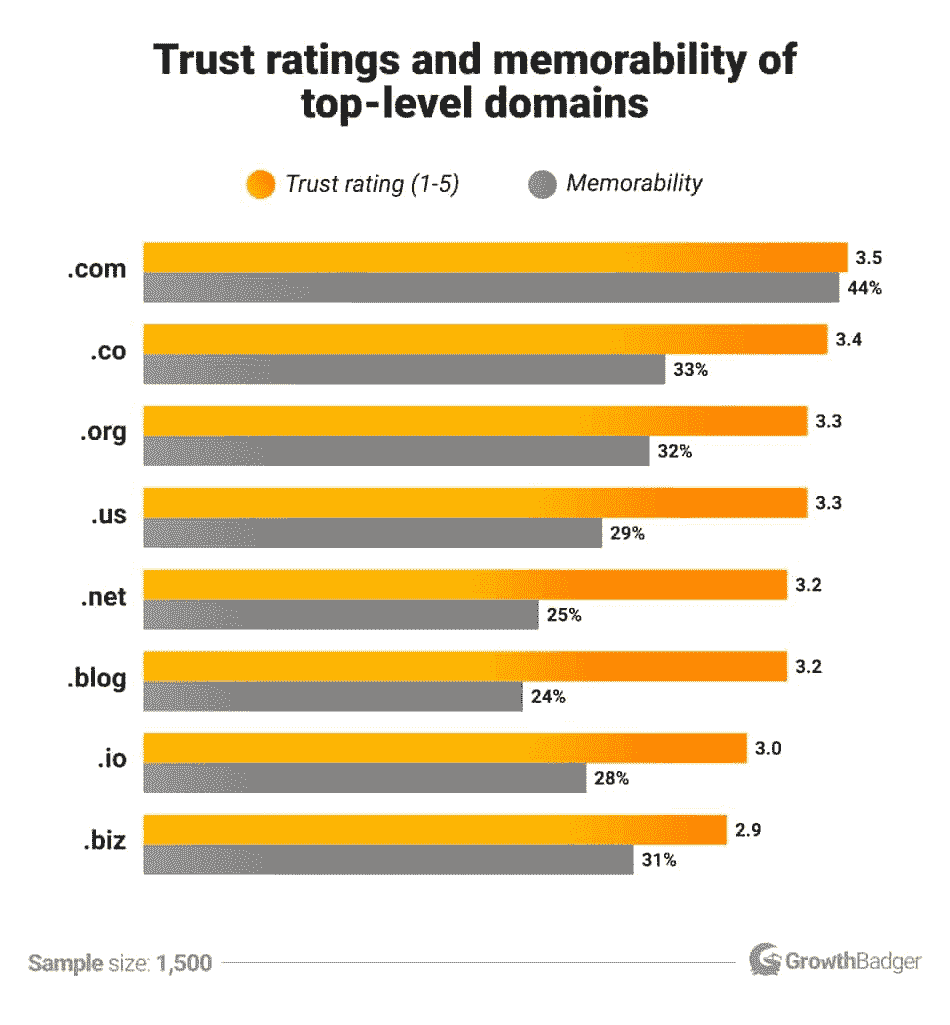 Trust ratings and memorability of
top-level domains
Trust rating (1-5) Memorability
.com 3.5
44%
.co 3.4
33%
.org 3.3
32%
.us 3.3
29%
.net 3.2
25%
.blog 3.2
24%
.io 3.0
28%
.biz 2.9
31%
Sample size: 1,500 GrowthBadger